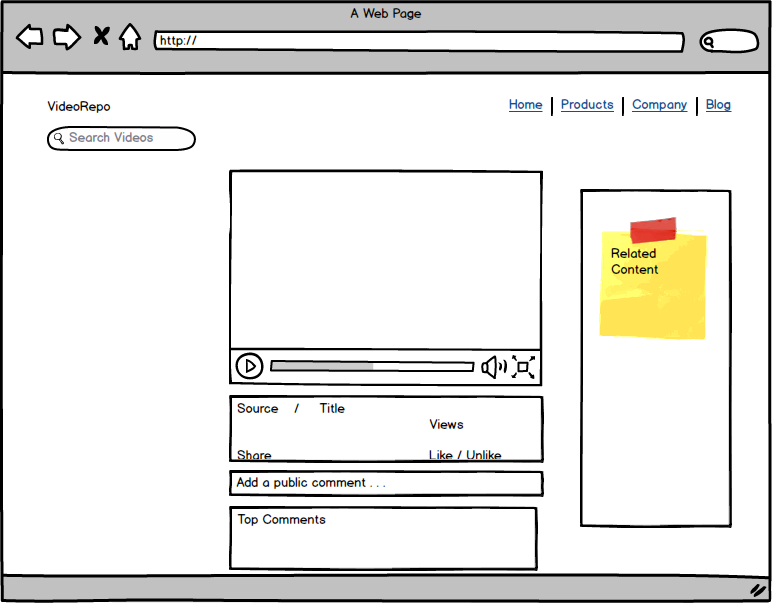 A Web Page
http://
VideoRepo
Home Products Company Blog
Search Videos
Related
Content
Source / Title
Views
Share Like / Unlike
Add a public comment . . .
Top Comments